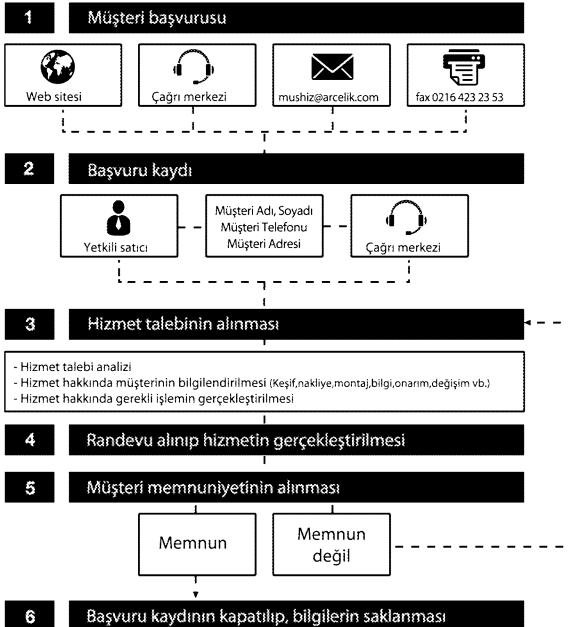 1 Müşteri başvurusu
Web sitesi
Çağrı merkezi
mushiz@arcelik.com
fax 0216 423 23 53
2 Başvuru kaydı
Yetkili satıcı
Müşteri Adı, Soyadı
Müşteri Telefonu
Müşteri Adresi
Çağrı merkezi
3 Hizmet talebinin alınması
- Hizmet talebi analizi
- Hizmet hakkında müşterinin bilgilendirilmesi (Keşif,nakliye,montaj,bilgi,onarım,değişim vb.)
- Hizmet hakkında gerekli işlemin gerçekleştirilmesi
4 Randevu alınıp hizmetin gerçekleştirilmesi
5 Müşteri memnuniyetinin alınması
Memnun
Memnun
değil
6 Başvuru kaydının kapatılıp, bilgilerin saklanması